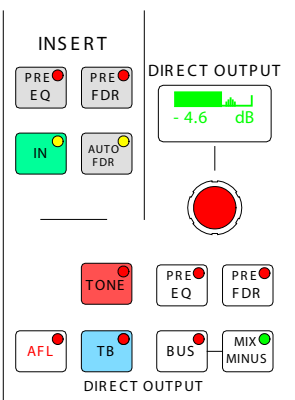 INSERT
PRE
EQ
PRE
FDR
IN
AUTO
FDR
DIRECT OUTPUT
- 4.6 dB
TONE
PRE
EQ
PRE
FDR
AFL
TB
BUS
MIX
MINUS
DIRECT OUTPUT